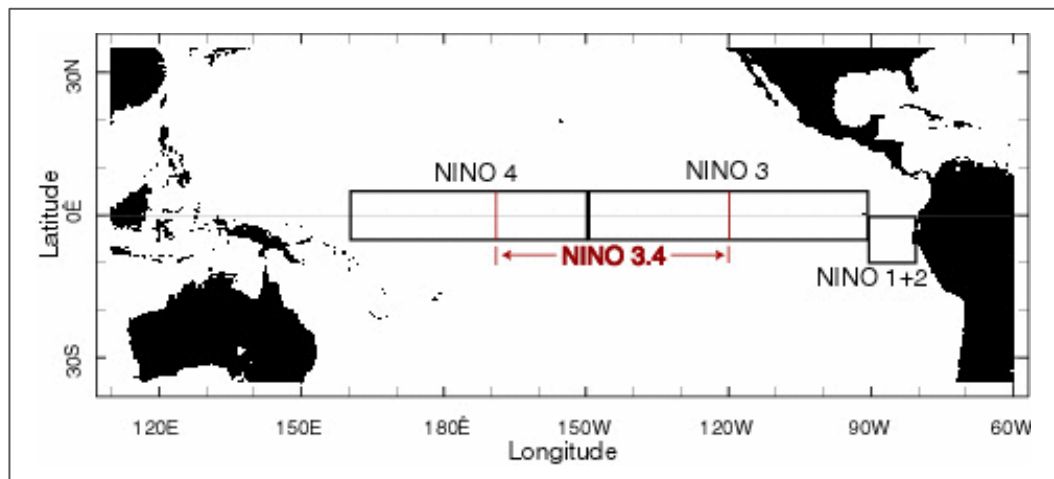 30N
NINO 4
NINO 3
Latitude
0Ê
NINO 3.4
NINO 1+2
30S
120E
150E
180Ê
150W
120W
90W
60W
Longitude